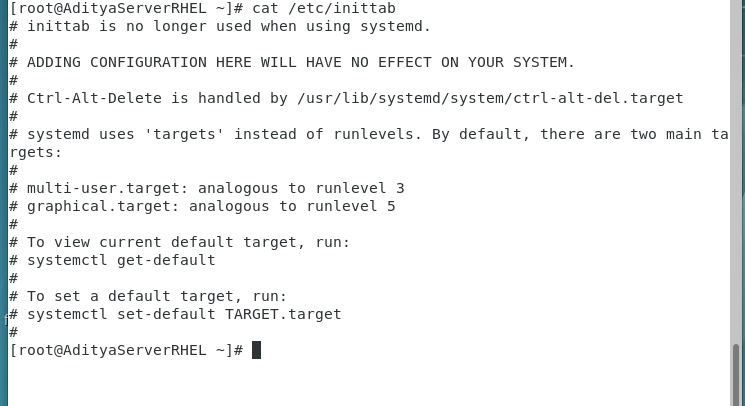 [root@AdityaServerRHEL ~]# cat /etc/inittab
# inittab is no longer used when using systemd.
#
# ADDING CONFIGURATION HERE WILL HAVE NO EFFECT ON YOUR SYSTEM.
#
# Ctrl-Alt-Delete is handled by /usr/lib/systemd/system/ctrl-alt-del.target
#
# systemd uses 'targets' instead of runlevels. By default, there are two main ta
rgets:
#
# multi-user.target: analogous to runlevel 3
# graphical.target: analogous to runlevel 5
#
# To view current default target, run:
# systemctl get-default
#
# To set a default target, run:
# systemctl set-default TARGET.target
#
[root@AdityaServerRHEL ~]#